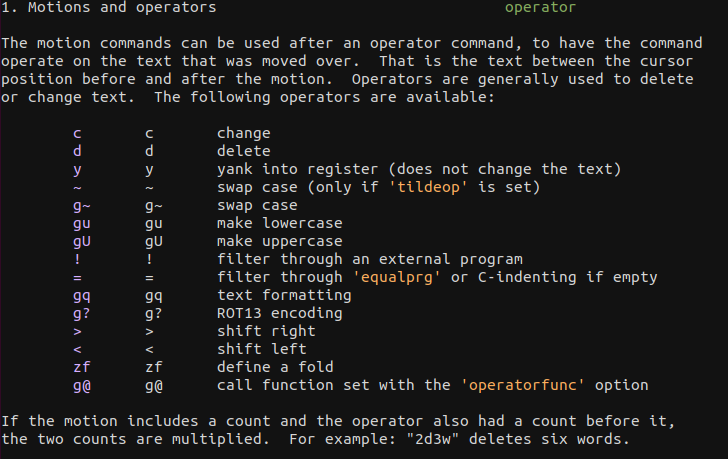 1. Motions and operators operator
The motion commands can be used after an operator command, to have the command
operate on the text that was moved over.  That is the text between the cursor
position before and after the motion.  Operators are generally used to delete
or change text.  The following operators are available:
c c change
d d delete
y y yank into register (does not change the text)
~ ~ swap case (only if 'tildeop' is set)
g~ g~ swap case
gu gu make lowercase
gU gU make uppercase
! ! filter through an external program
= = filter through 'equalprg' or C-indenting if empty
gq gq text formatting
g? g? ROT13 encoding
> > shift right
< < shift left
zf zf define a fold
g@ g@ call function set with the 'operatorfunc' option
If the motion includes a count and the operator also had a count before it,
the two counts are multiplied.  For example: "2d3w" deletes six words.